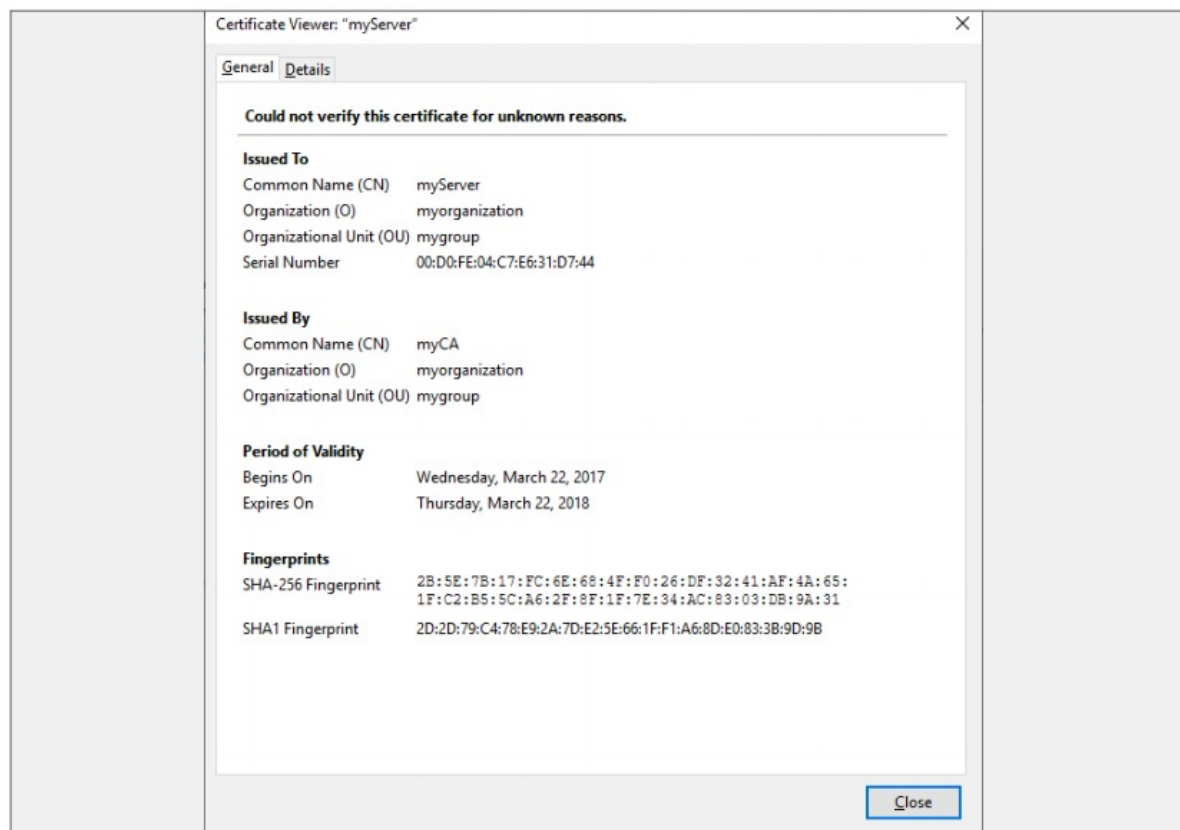 Certificate Viewer: "myServer"
General Details
Could not verify this certificate for unknown reasons.
Issued To
Common Name (CN) myServer
Organization (O) myorganization
Organizational Unit (OU) mygroup
Serial Number 00:D0:FE:04:C7:E6:31:D7:44
Issued By
Common Name (CN) myCA
Organization (O) myorganization
Organizational Unit (OU) mygroup
Period of Validity
Begins On Wednesday, March 22, 2017
Expires On Thursday, March 22, 2018
Fingerprints
SHA-256 Fingerprint 2B:5E:7B:17:FC:6E:68:4F:F0:26:DF:32:41:AF:4A:65:
1F:C2:B5:5C:A6:2F:8F:1F:7E:34:AC:83:03:DB:9A:31
SHA1 Fingerprint 2D:2D:79:C4:78:E9:2A:7D:E2:5E:66:1F:F1:A6:8D:E0:83:3B:9D:9B
Close